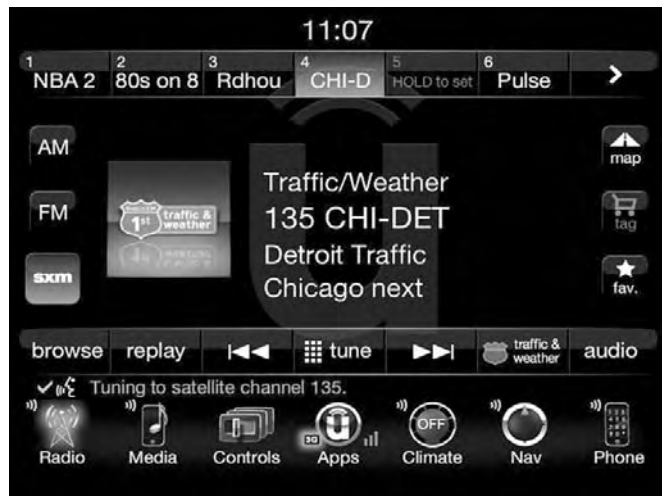 11:07
1 2 3 4 5 6
NBA 2 80s on 8 Rdhou CHI-D HOLD to set Pulse >
AM
FM
sxm
1st traffic & weather
Traffic/Weather
135 CHI-DET
Detroit Traffic
Chicago next
map
tag
fav.
browse replay tune traffic & weather audio
Tuning to satellite channel 135.
3G OFF
Radio Media Controls Apps Climate Nav Phone